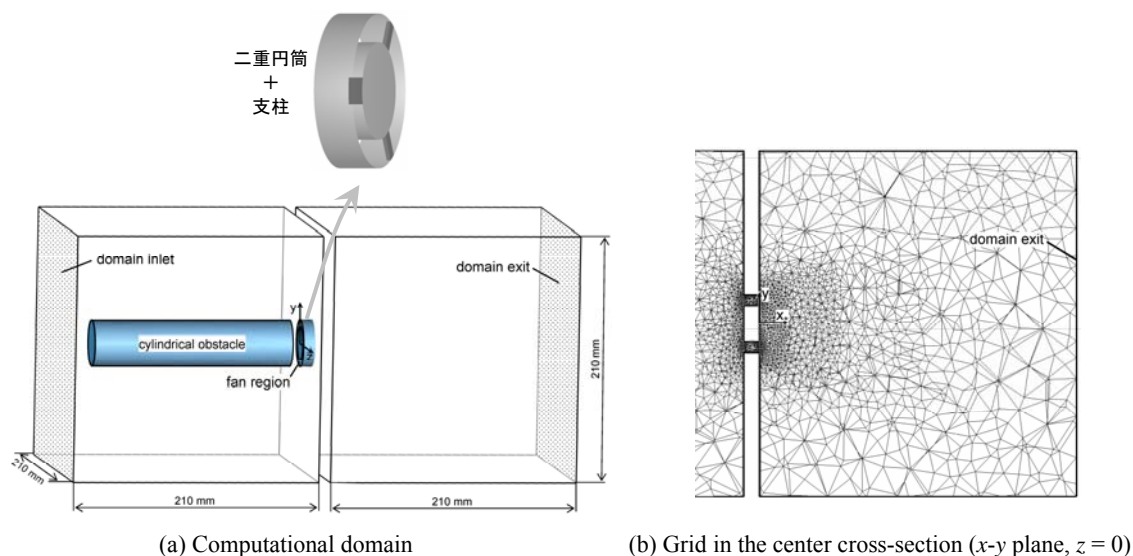 二重円筒
＋
支柱
domain inlet
domain exit
y
cylindrical obstacle
fan region
210 mm
210 mm
210 mm
210 mm
domain exit
y
x
(a) Computational domain
(b) Grid in the center cross-section (x-y plane, z = 0)